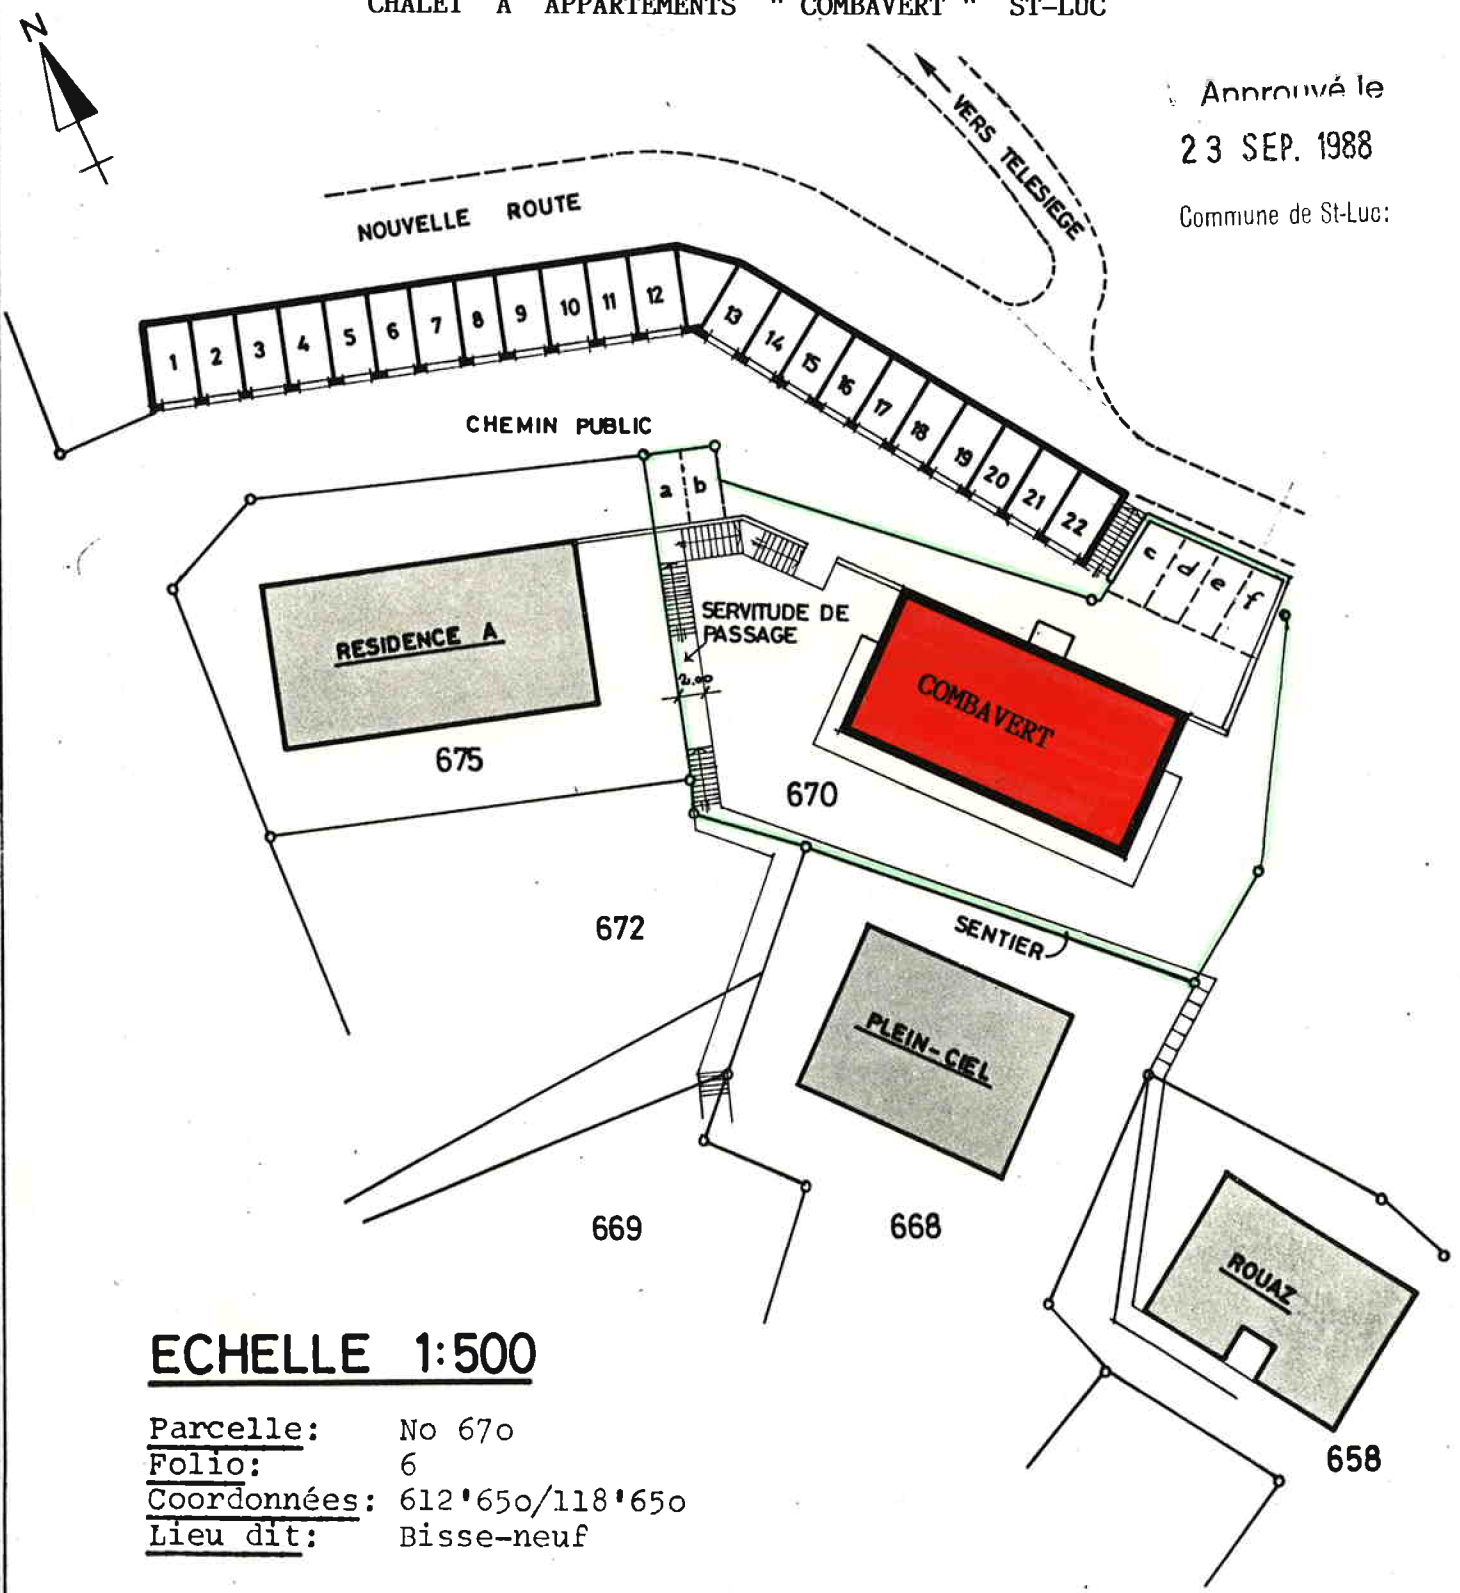 CHALET A APPARTEMENTS " COMBAVERT " ST-LUC
N
Approuvé le
23 SEP. 1988
Commune de St-Luc:
VERS TELESIEGE
NOUVELLE ROUTE
1 2 3 4 5 6 7 8 9 10 11 12
13 14 15 16 17 18 19 20 21 22
CHEMIN PUBLIC
a b
c d e f
SERVITUDE DE
PASSAGE
2.00
RESIDENCE A
COMBAVERT
675
670
672
SENTIER
PLEIN-CIEL
669
668
ROUAZ
658
ECHELLE 1:500
Parcelle: No 67o
Folio: 6
Coordonnées: 612'65o/118'65o
Lieu dit: Bisse-neuf